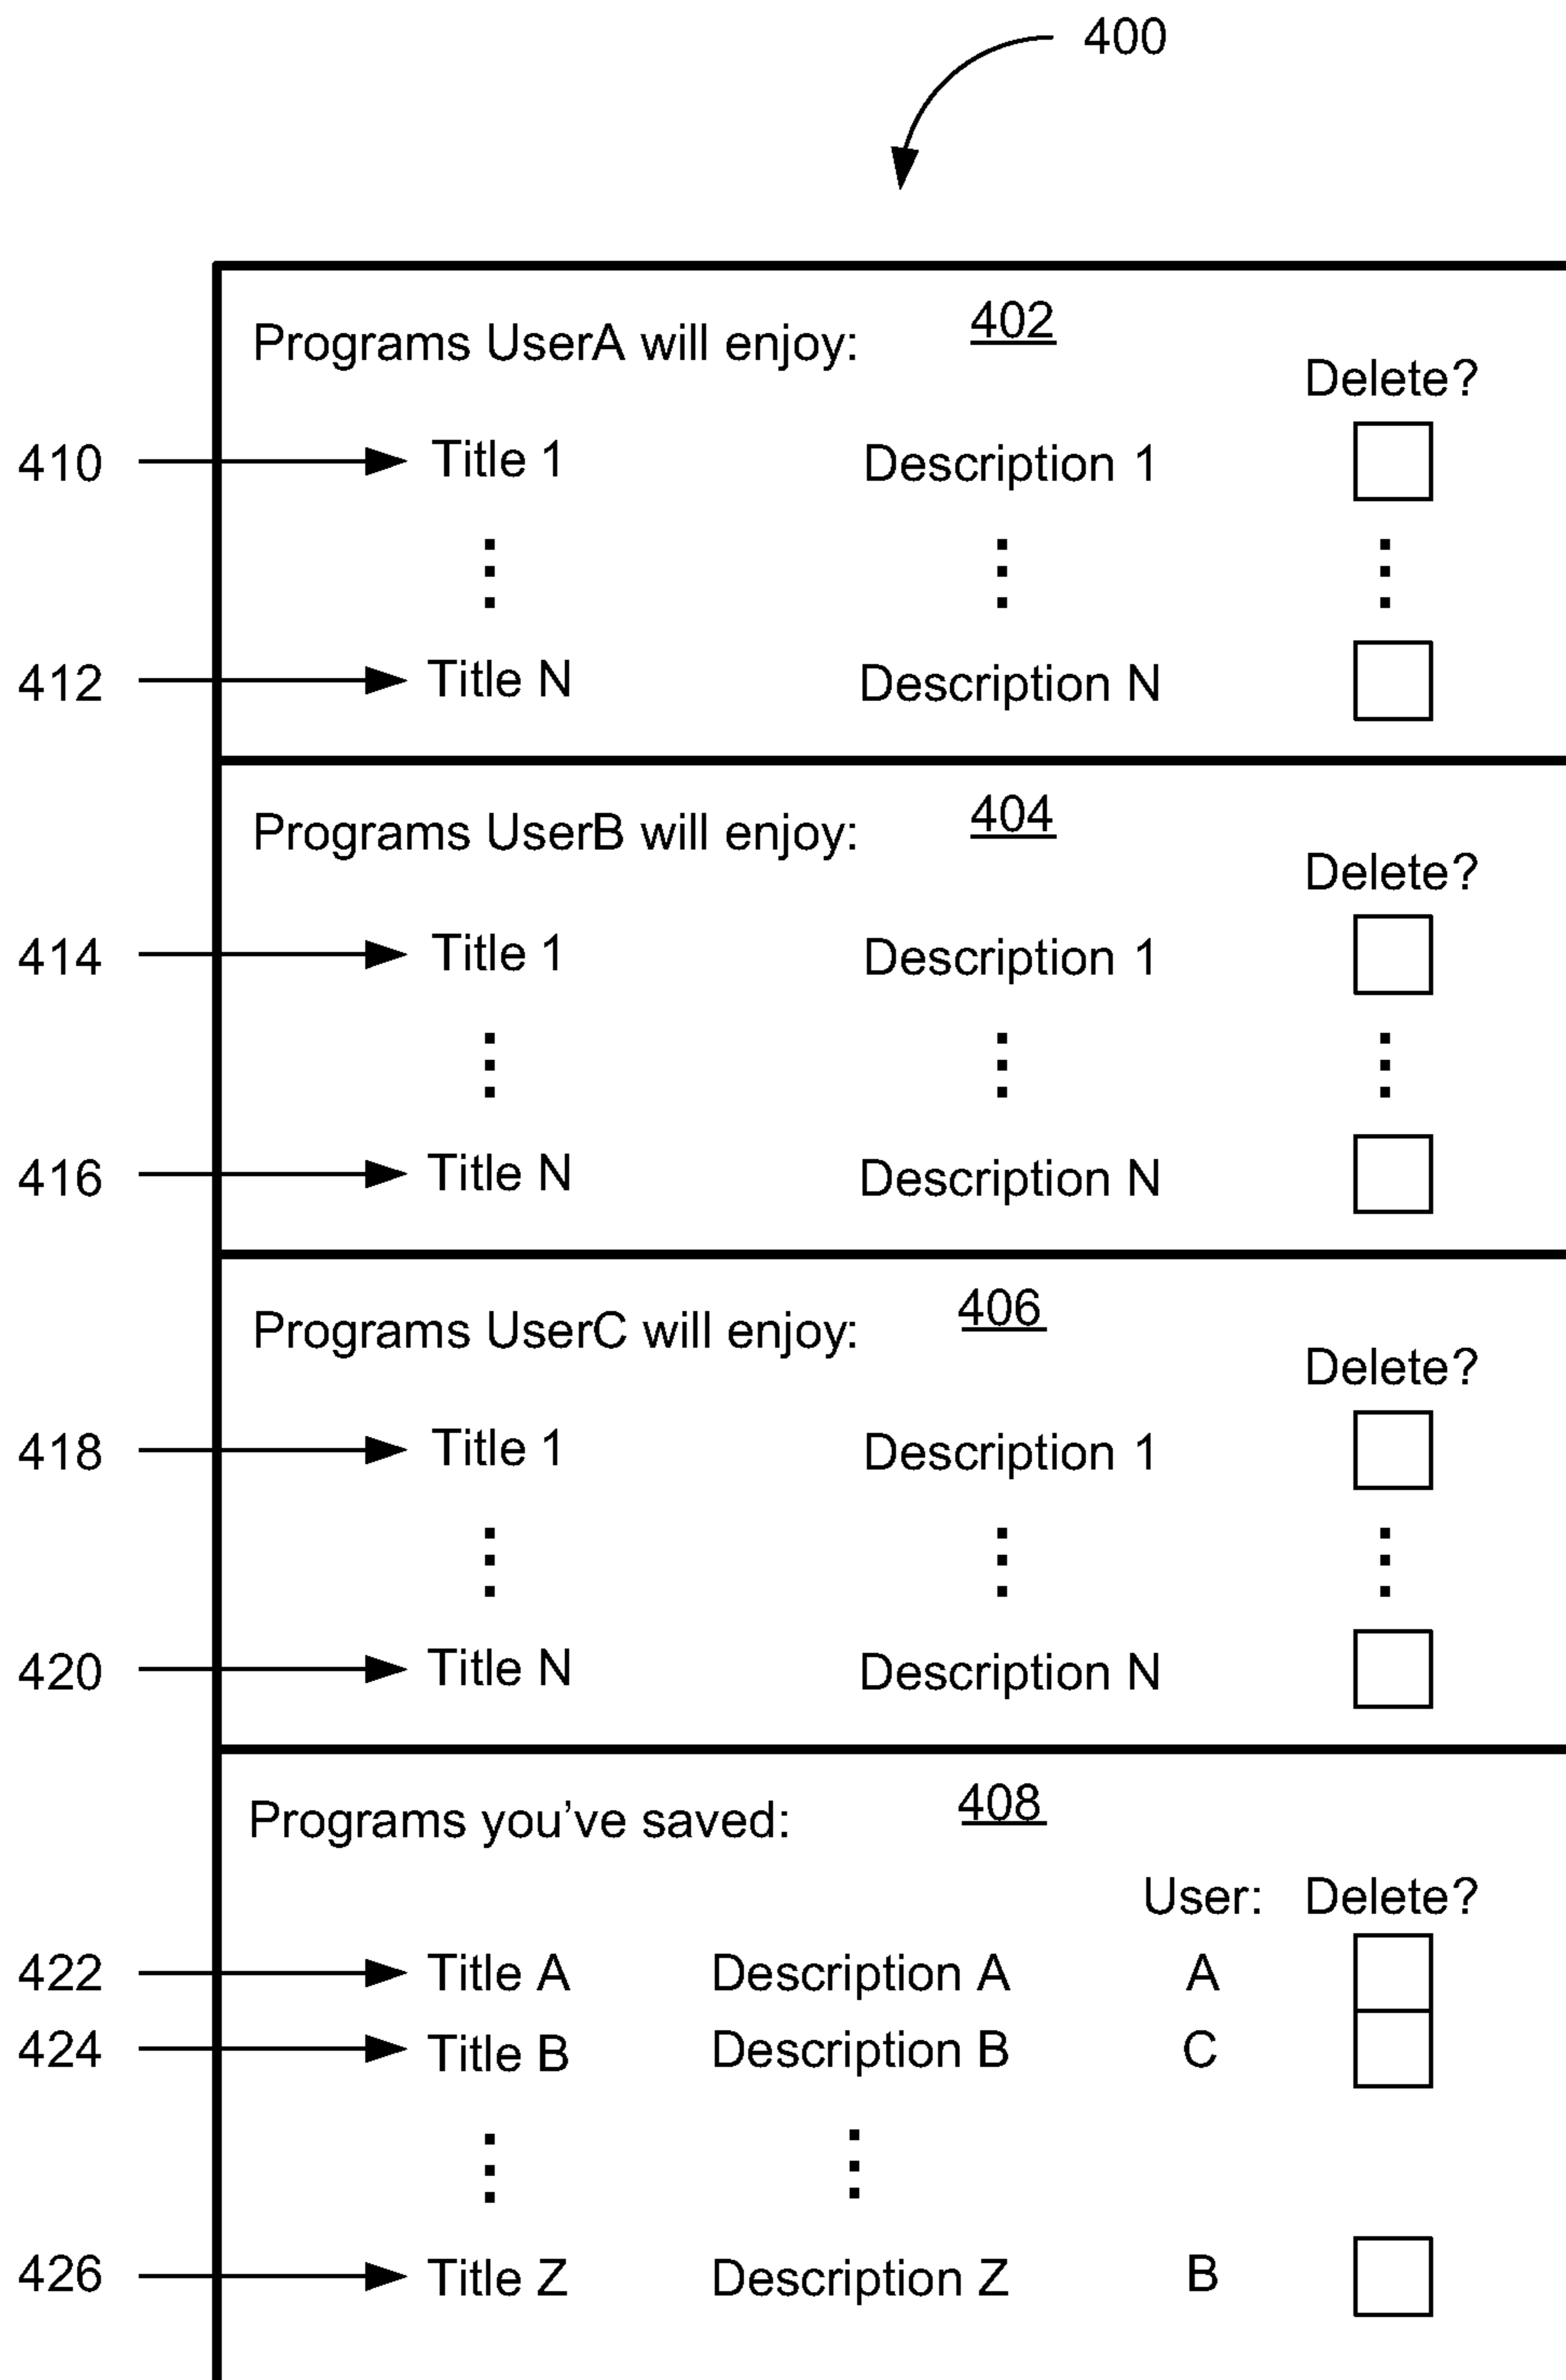 400
Programs UserA will enjoy: 402
Delete?
410 Title 1 Description 1
412 Title N Description N
Programs UserB will enjoy: 404
Delete?
414 Title 1 Description 1
416 Title N Description N
Programs UserC will enjoy: 406
Delete?
418 Title 1 Description 1
420 Title N Description N
Programs you've saved: 408
User: Delete?
422 Title A Description A A
424 Title B Description B C
426 Title Z Description Z B